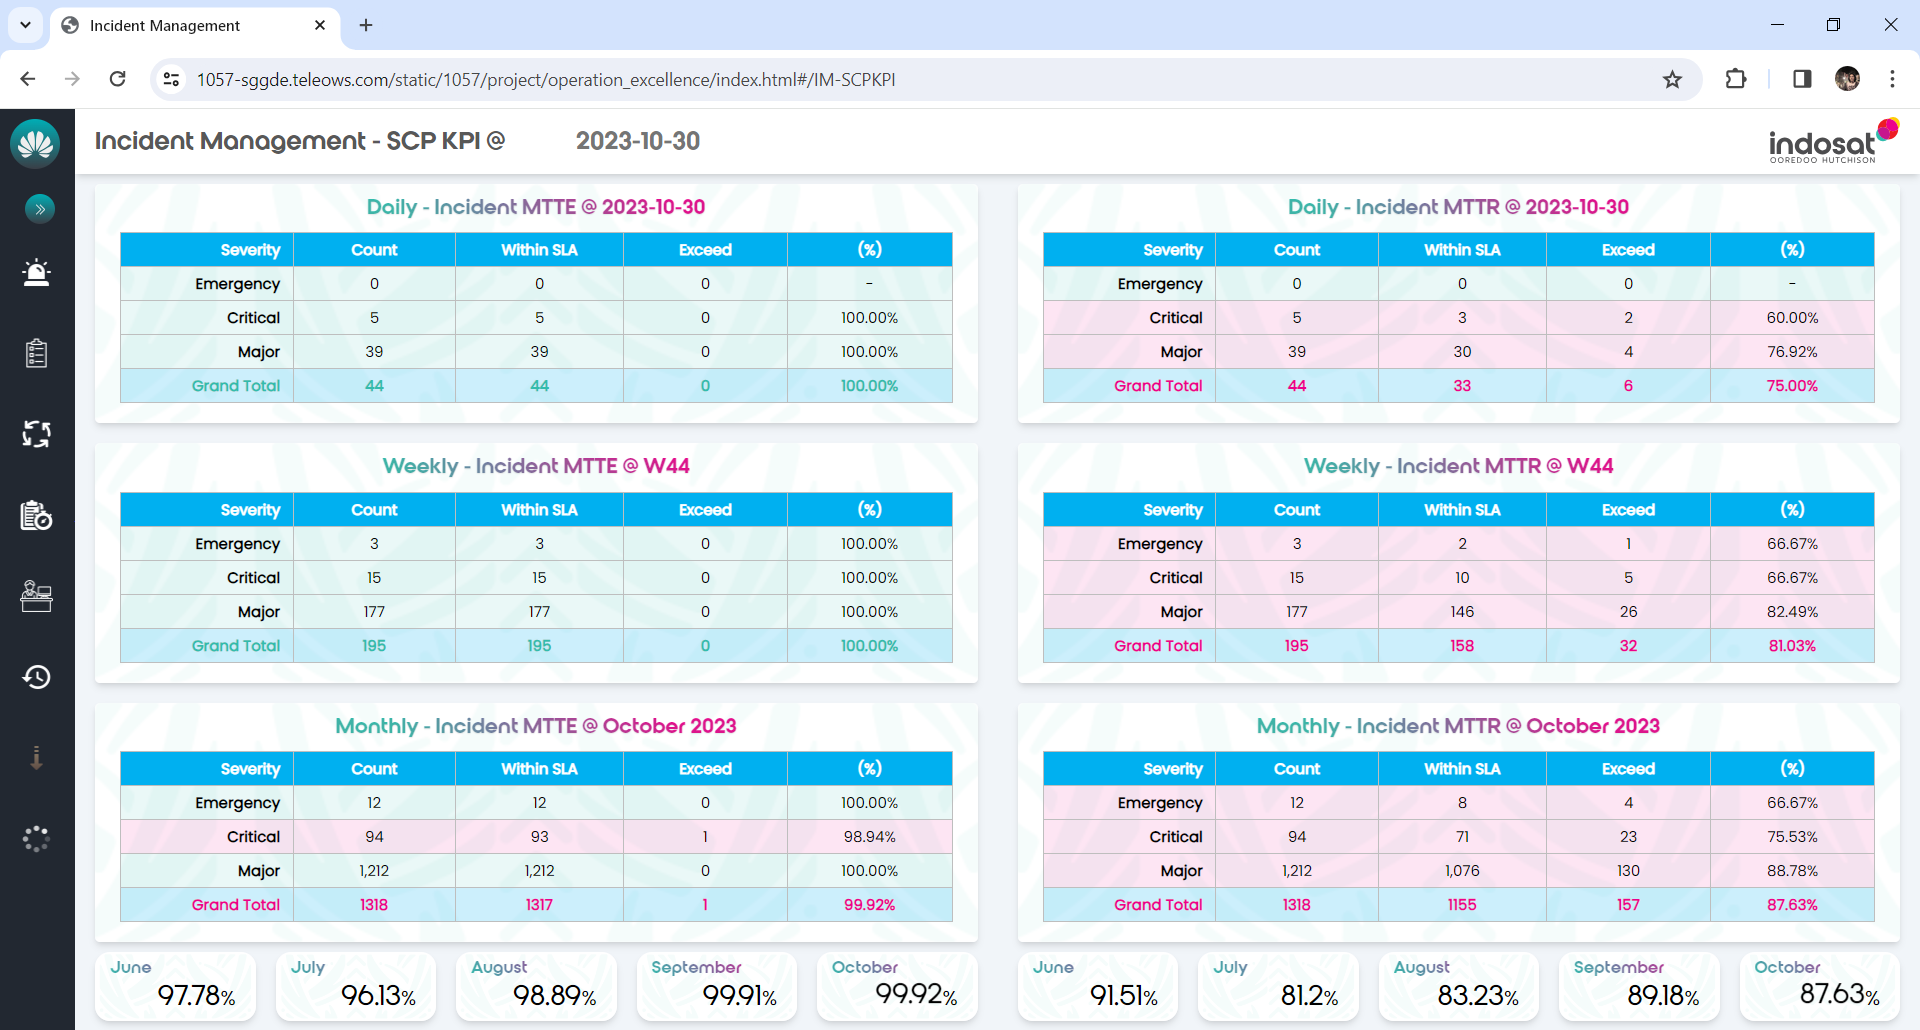 Incident Management
1057-sggde.teleows.com/static/1057/project/operation_excellence/index.html#/IM-SCPKPI
Incident Management - SCP KPI @ 2023-10-30
indosat
OOREDOO HUTCHISON
Daily - Incident MTTE @ 2023-10-30
Severity Count Within SLA Exceed (%)
Emergency 0 0 0 -
Critical 5 5 0 100.00%
Major 39 39 0 100.00%
Grand Total 44 44 0 100.00%
Daily - Incident MTTR @ 2023-10-30
Severity Count Within SLA Exceed (%)
Emergency 0 0 0 -
Critical 5 3 2 60.00%
Major 39 30 4 76.92%
Grand Total 44 33 6 75.00%
Weekly - Incident MTTE @ W44
Severity Count Within SLA Exceed (%)
Emergency 3 3 0 100.00%
Critical 15 15 0 100.00%
Major 177 177 0 100.00%
Grand Total 195 195 0 100.00%
Weekly - Incident MTTR @ W44
Severity Count Within SLA Exceed (%)
Emergency 3 2 1 66.67%
Critical 15 10 5 66.67%
Major 177 146 26 82.49%
Grand Total 195 158 32 81.03%
Monthly - Incident MTTE @ October 2023
Severity Count Within SLA Exceed (%)
Emergency 12 12 0 100.00%
Critical 94 93 1 98.94%
Major 1,212 1,212 0 100.00%
Grand Total 1318 1317 1 99.92%
Monthly - Incident MTTR @ October 2023
Severity Count Within SLA Exceed (%)
Emergency 12 8 4 66.67%
Critical 94 71 23 75.53%
Major 1,212 1,076 130 88.78%
Grand Total 1318 1155 157 87.63%
June July August September October
97.78% 96.13% 98.89% 99.91% 99.92%
June July August September October
91.51% 81.2% 83.23% 89.18% 87.63%